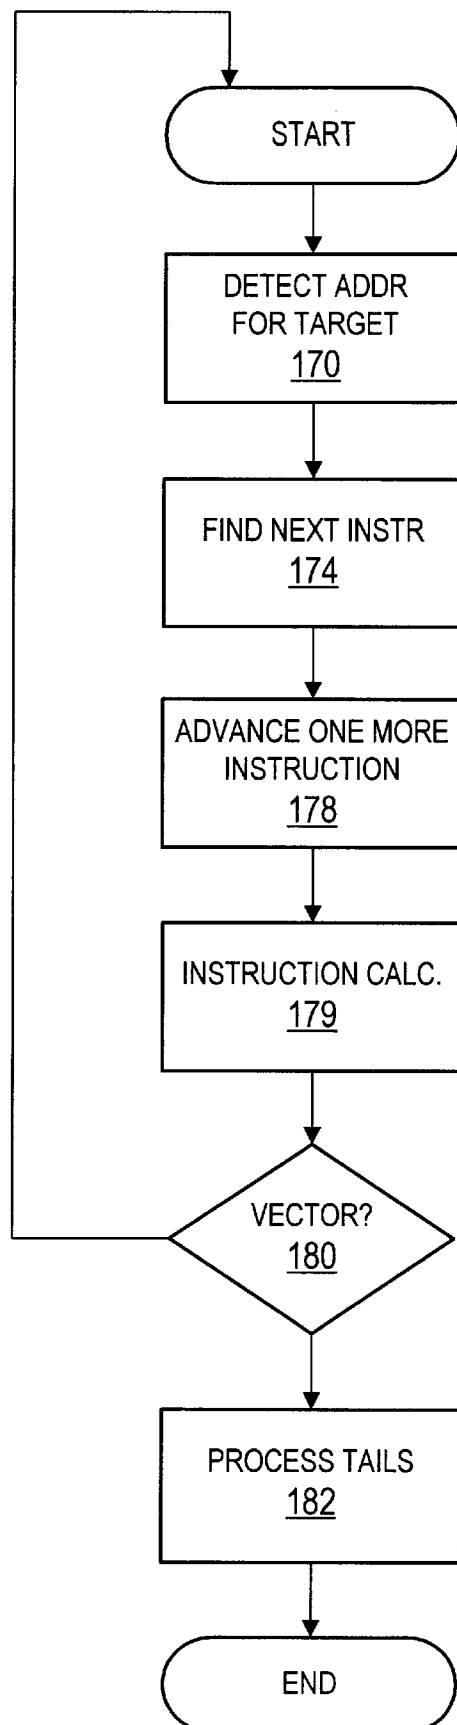 START
DETECT ADDR
FOR TARGET
170
FIND NEXT INSTR
174
ADVANCE ONE MORE
INSTRUCTION
178
INSTRUCTION CALC.
179
VECTOR?
180
PROCESS TAILS
182
END